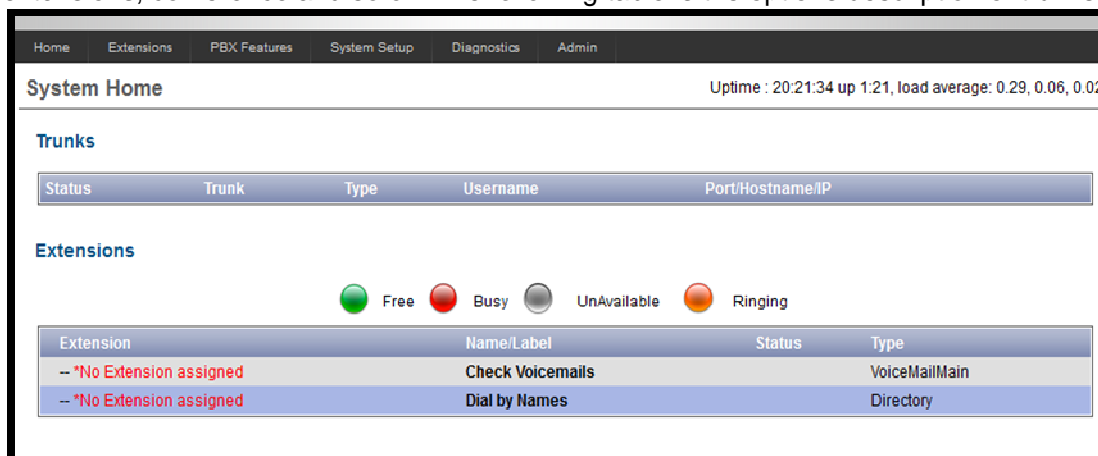 Home Extensions PBX Features System Setup Diagnostics Admin
System Home Uptime : 20:21:34 up 1:21, load average: 0.29, 0.06, 0.02
Trunks
Status Trunk Type Username Port/Hostname/IP
Extensions
Free Busy UnAvailable Ringing
Extension Name/Label Status Type
-- *No Extension assigned Check Voicemails VoiceMailMain
-- *No Extension assigned Dial by Names Directory